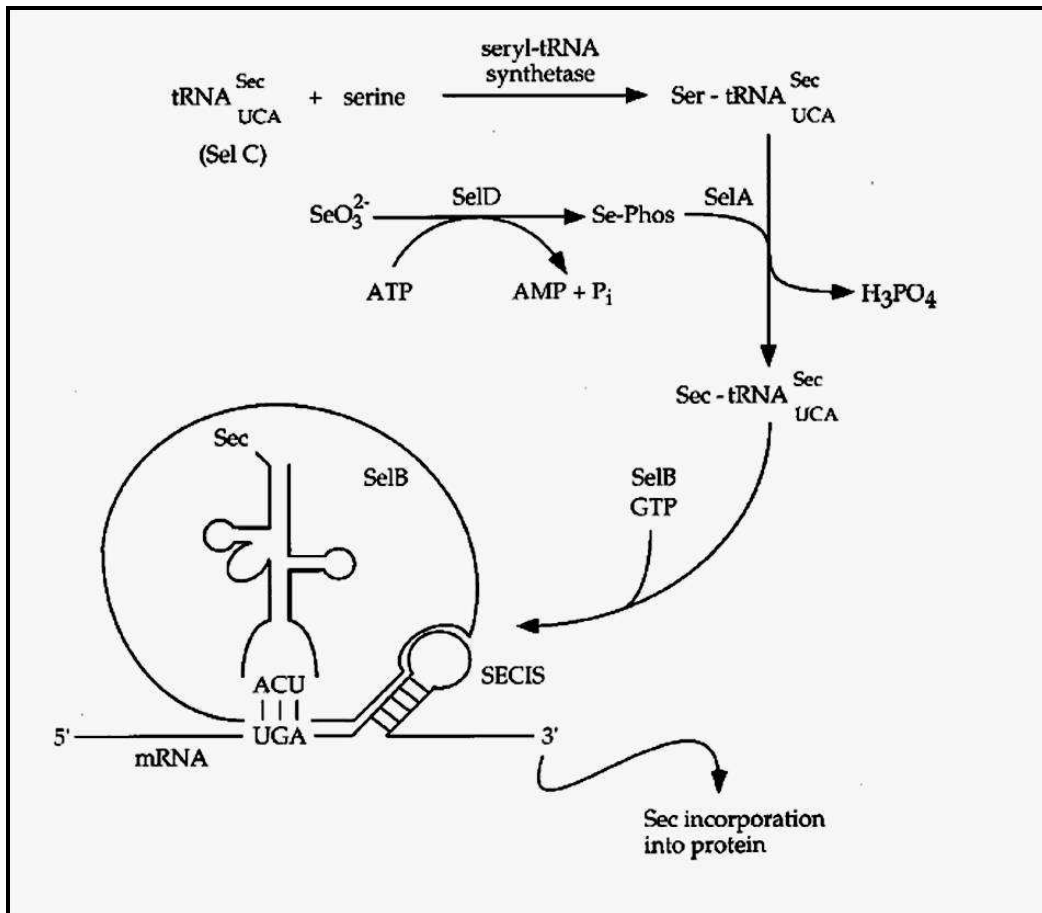 seryl-tRNA
synthetase
tRNA Sec UCA + serine
Ser - tRNA Sec UCA
(Sel C)
SeO3 2-
SelD
Se-Phos
SelA
ATP
AMP + Pi
H3PO4
Sec - tRNA Sec UCA
Sec
SelB
SelB
GTP
SECIS
ACU
5'
UGA
3'
mRNA
Sec incorporation
into protein